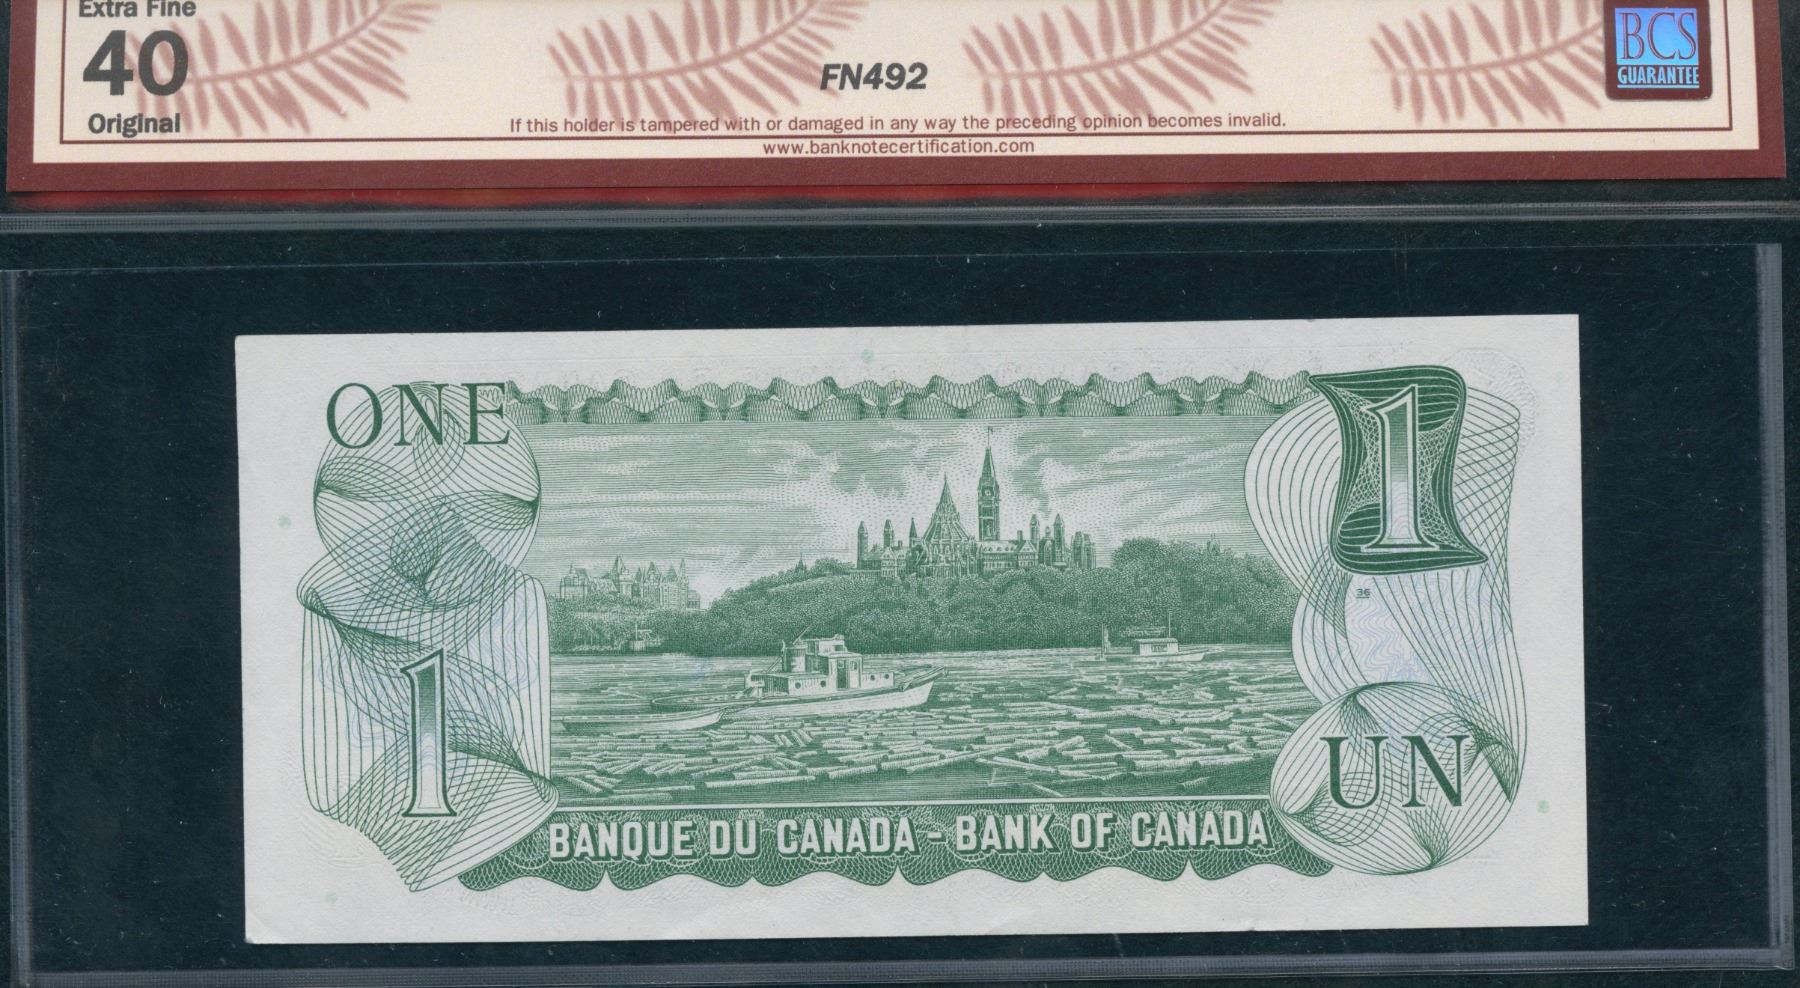 Extra Fine
40
Original
FN492
BCS
GUARANTEE
If this holder is tampered with or damaged in any way the preceding opinion becomes invalid.
www.banknotecertification.com
ONE
1
36
1
UN
BANQUE DU CANADA - BANK OF CANADA